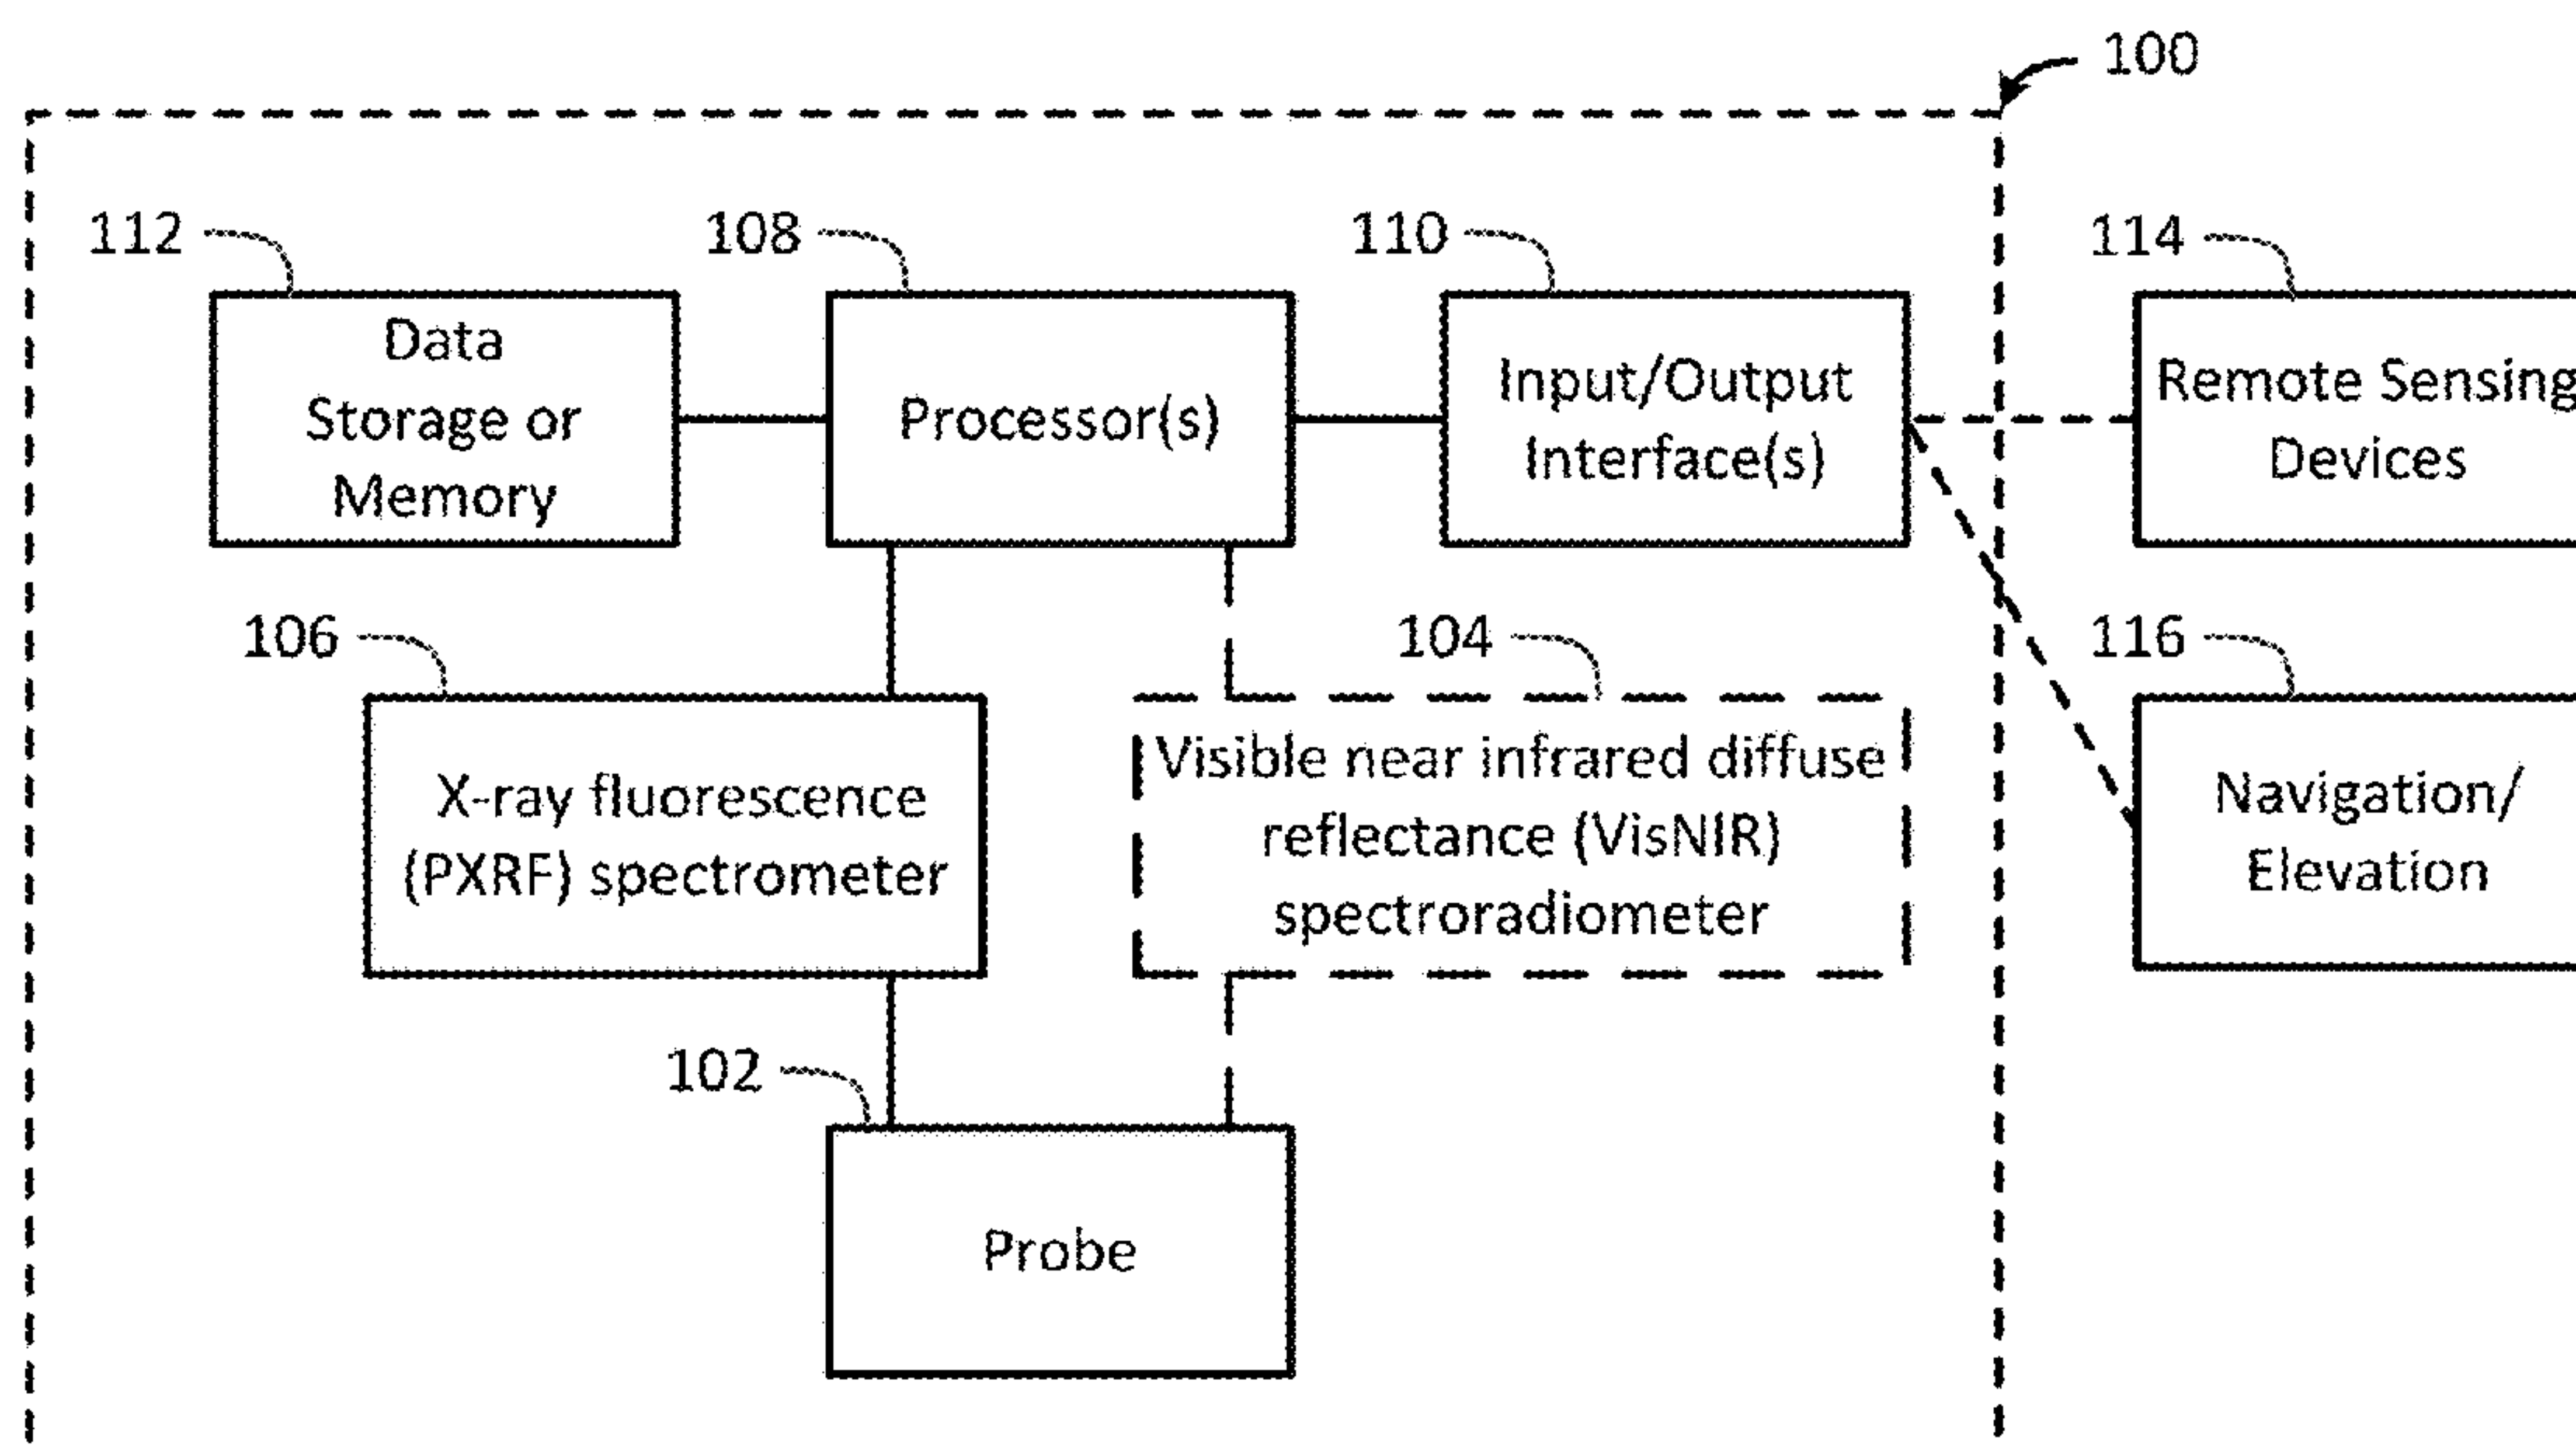 100
112
108
110
114
Data
Storage or
Memory
Processor(s)
Input/Output
Interface(s)
Remote Sensing
Devices
106
104
116
X-ray fluorescence
(PXRF) spectrometer
Visible near infrared diffuse
reflectance (VisNIR)
spectroradiometer
Navigation/
Elevation
102
Probe